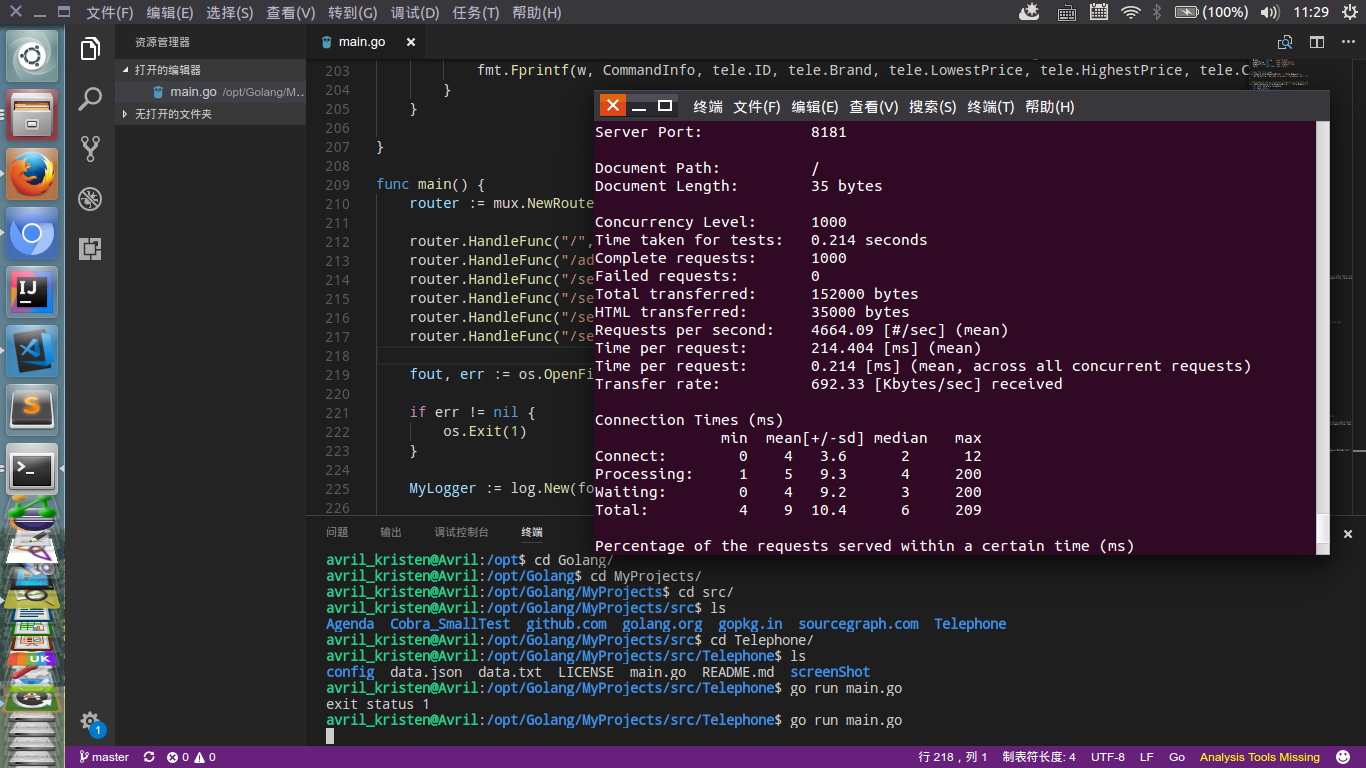 文件(F) 编辑(E) 选择(S) 查看(V) 转到(G) 调试(D) 任务(T) 帮助(H)
(100%) 11:29
资源管理器
打开的编辑器
main.go /opt/Golang/M...
无打开的文件夹
main.go
203 fmt.Fprintf(w, CommandInfo, tele.ID, tele.Brand, tele.LowestPrice, tele.HighestPrice, tele.C
204 }
205 }
206
207 }
208
209 func main() {
210 router := mux.NewRoute
211
212 router.HandleFunc("/",
213 router.HandleFunc("/ad
214 router.HandleFunc("/se
215 router.HandleFunc("/se
216 router.HandleFunc("/se
217 router.HandleFunc("/se
218
219 fout, err := os.OpenFi
220
221 if err != nil {
222 os.Exit(1)
223 }
224
225 MyLogger := log.New(fo
226
终端 文件(F) 编辑(E) 查看(V) 搜索(S) 终端(T) 帮助(H)
Server Port: 8181
Document Path: /
Document Length: 35 bytes
Concurrency Level: 1000
Time taken for tests: 0.214 seconds
Complete requests: 1000
Failed requests: 0
Total transferred: 152000 bytes
HTML transferred: 35000 bytes
Requests per second: 4664.09 [#/sec] (mean)
Time per request: 214.404 [ms] (mean)
Time per request: 0.214 [ms] (mean, across all concurrent requests)
Transfer rate: 692.33 [Kbytes/sec] received
Connection Times (ms)
min mean[+/-sd] median max
Connect: 0 4 3.6 2 12
Processing: 1 5 9.3 4 200
Waiting: 0 4 9.2 3 200
Total: 4 9 10.4 6 209
Percentage of the requests served within a certain time (ms)
问题 输出 调试控制台 终端
avril_kristen@Avril:/opt$ cd Golang/
avril_kristen@Avril:/opt/Golang$ cd MyProjects/
avril_kristen@Avril:/opt/Golang/MyProjects$ cd src/
avril_kristen@Avril:/opt/Golang/MyProjects/src$ ls
Agenda Cobra_SmallTest github.com golang.org gopkg.in sourcegraph.com Telephone
avril_kristen@Avril:/opt/Golang/MyProjects/src$ cd Telephone/
avril_kristen@Avril:/opt/Golang/MyProjects/src/Telephone$ ls
config data.json data.txt LICENSE main.go README.md screenShot
avril_kristen@Avril:/opt/Golang/MyProjects/src/Telephone$ go run main.go
exit status 1
avril_kristen@Avril:/opt/Golang/MyProjects/src/Telephone$ go run main.go
IJ
S
UK
1
master 0 0 行 218，列 1 制表符长度: 4 UTF-8 LF Go Analysis Tools Missing